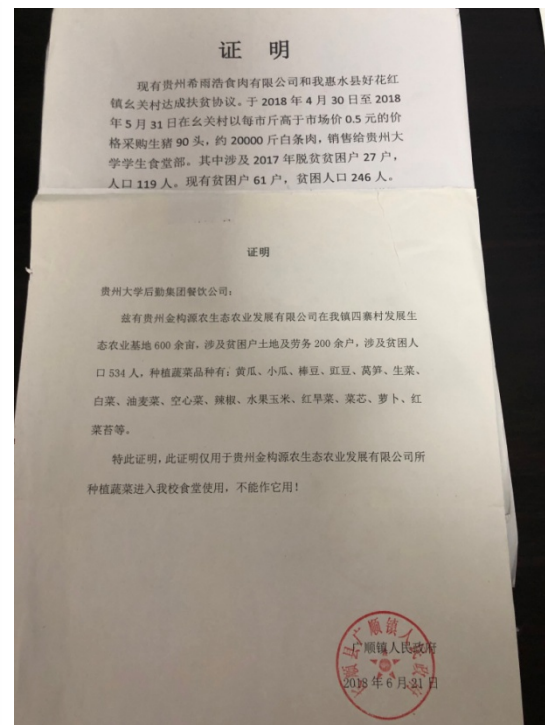 证 明
现有贵州希雨浩食肉有限公司和我惠水县好花红
镇幺关村达成扶贫协议。于 2018 年 4 月 30 日至 2018
年 5 月 31 日在幺关村以每市斤高于市场价 0.5 元的价
格采购生猪 90 头，约 20000 斤白条肉，销售给贵州大
学学生食堂部。其中涉及 2017 年脱贫贫困户 27 户，
人口 119 人。现有贫困户 61 户，贫困人口 246 人。
证明
贵州大学后勤集团餐饮公司：
兹有贵州金构源农生态农业发展有限公司在我镇四寨村发展生
态农业基地 600 余亩，涉及贫困户土地及劳务 200 余户，涉及贫困人
口 534 人，种植蔬菜品种有：黄瓜、小瓜、棒豆、豇豆、莴笋、生菜、
白菜、油麦菜、空心菜、辣椒、水果玉米、红旱菜、菜芯、萝卜、红
菜苔等。
特此证明，此证明仅用于贵州金构源农生态农业发展有限公司所
种植蔬菜进入我校食堂使用，不能作它用！
广顺镇人民政府
2018 年 6 月 21 日